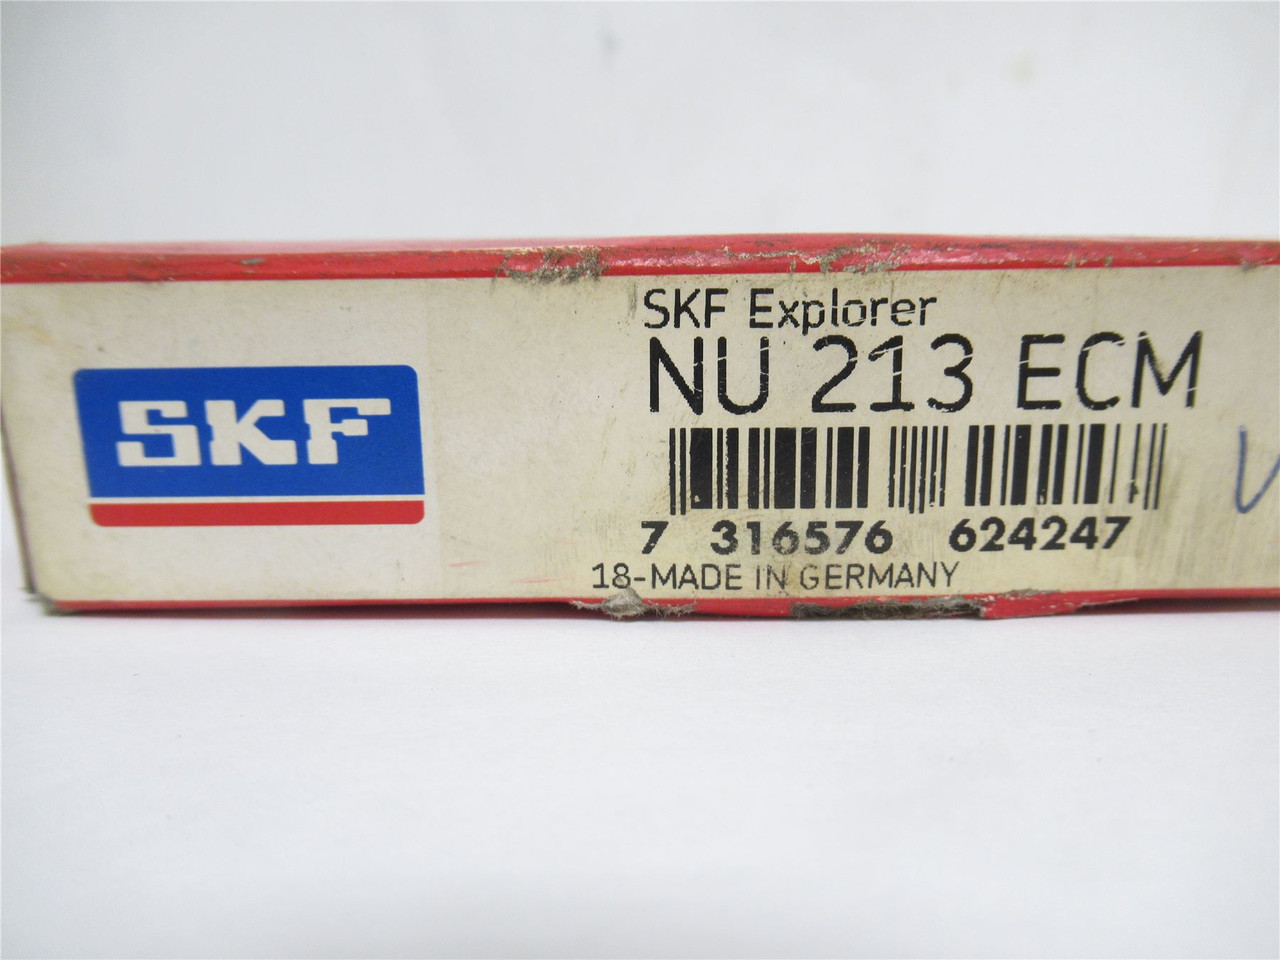 SKF
SKF Explorer
NU 213 ECM
7 316576 624247
18-MADE IN GERMANY